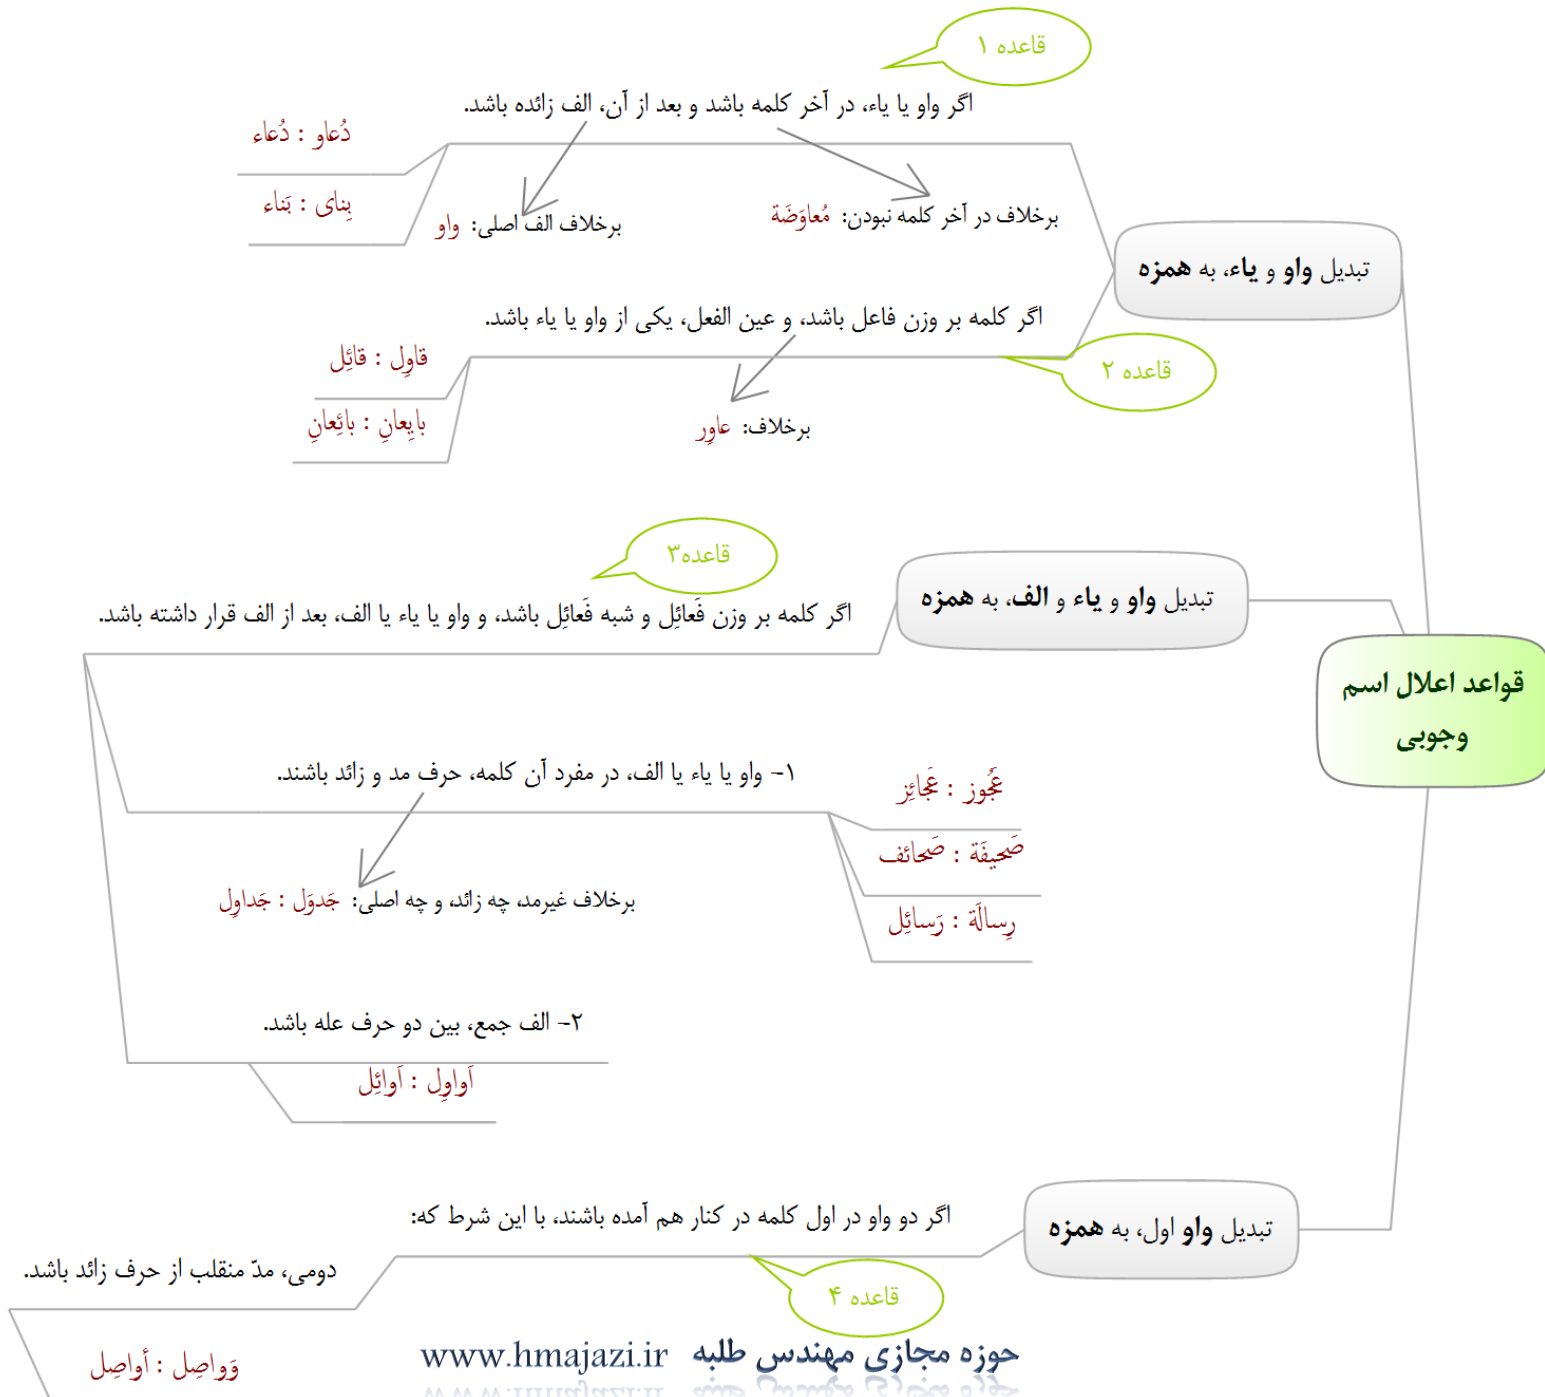 قواعد اعلال اسم
وجوبی
تبدیل واو و یاء، به همزه
قاعده ۱
اگر واو یا یاء، در آخر کلمه باشد و بعد از آن، الف زائده باشد.
دُعاو : دُعاء
بِنای : بَناء
برخلاف در آخر کلمه نبودن: مُعاوَضَة
برخلاف الف اصلی: واو
اگر کلمه بر وزن فاعل باشد، و عین الفعل، یکی از واو یا یاء باشد.
قاعده ۲
قاوِل : قائِل
بایِعانِ : بائِعانِ
برخلاف: عاوِر
تبدیل واو و یاء و الف، به همزه
قاعده۳
اگر کلمه بر وزن فَعائِل و شبه فَعائِل باشد، و واو یا یاء یا الف، بعد از الف قرار داشته باشد.
۱- واو یا یاء یا الف، در مفرد آن کلمه، حرف مد و زائد باشند.
عَجُوز : عَجائِز
صَحیفَة : صَحائف
رِسالَة : رَسائِل
برخلاف غیرمد، چه زائد، و چه اصلی: جَدوَل : جَداوِل
۲- الف جمع، بین دو حرف عله باشد.
اَواوِل : اَوائِل
تبدیل واو اول، به همزه
اگر دو واو در اول کلمه در کنار هم آمده باشند، با این شرط که:
قاعده ۴
دومی، مدّ منقلب از حرف زائد باشد.
وَواصِل : أواصِل
حوزه مجازی مهندس طلبه www.hmajazi.ir